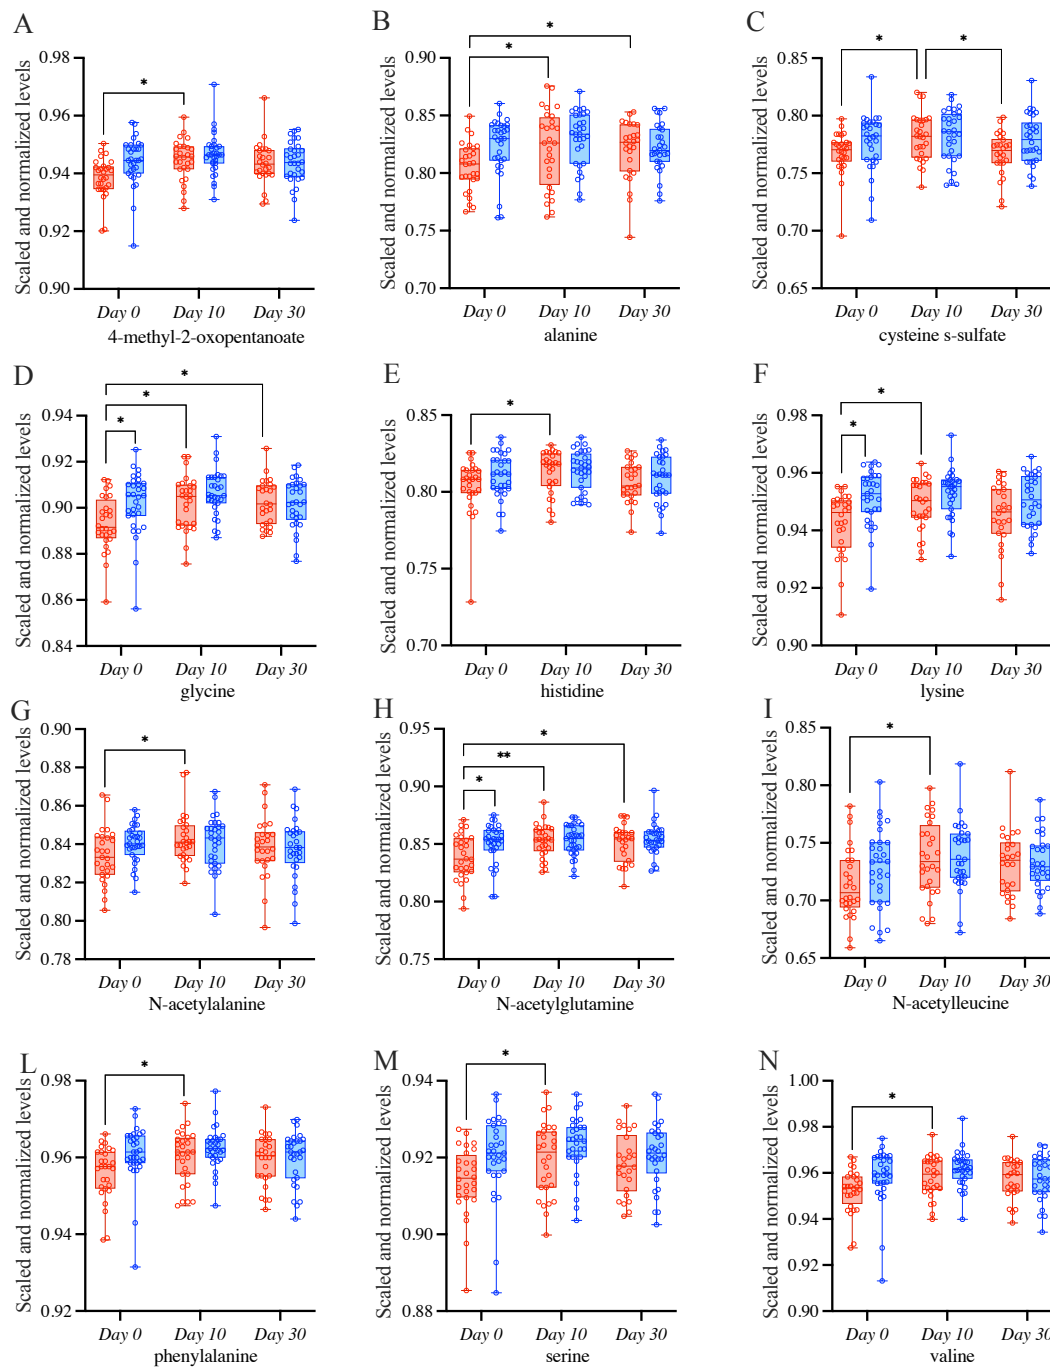 A
Scaled and normalized levels
0.98
0.96
0.94
0.92
0.90
*
Day 0 Day 10 Day 30
4-methyl-2-oxopentanoate
B
Scaled and normalized levels
0.90
0.85
0.80
0.75
0.70
*
*
Day 0 Day 10 Day 30
alanine
C
Scaled and normalized levels
0.85
0.80
0.75
0.70
0.65
* *
Day 0 Day 10 Day 30
cysteine s-sulfate
D
Scaled and normalized levels
0.94
0.92
0.90
0.88
0.86
0.84
*
*
*
Day 0 Day 10 Day 30
glycine
E
Scaled and normalized levels
0.85
0.80
0.75
0.70
*
Day 0 Day 10 Day 30
histidine
F
Scaled and normalized levels
0.98
0.96
0.94
0.92
0.90
*
*
Day 0 Day 10 Day 30
lysine
G
Scaled and normalized levels
0.90
0.88
0.86
0.84
0.82
0.80
0.78
*
Day 0 Day 10 Day 30
N-acetylalanine
H
Scaled and normalized levels
0.95
0.90
0.85
0.80
0.75
*
**
*
Day 0 Day 10 Day 30
N-acetylglutamine
I
Scaled and normalized levels
0.85
0.80
0.75
0.70
0.65
*
Day 0 Day 10 Day 30
N-acetylleucine
L
Scaled and normalized levels
0.98
0.96
0.94
0.92
*
Day 0 Day 10 Day 30
phenylalanine
M
Scaled and normalized levels
0.94
0.92
0.90
0.88
*
Day 0 Day 10 Day 30
serine
N
Scaled and normalized levels
1.00
0.98
0.96
0.94
0.92
0.90
*
Day 0 Day 10 Day 30
valine